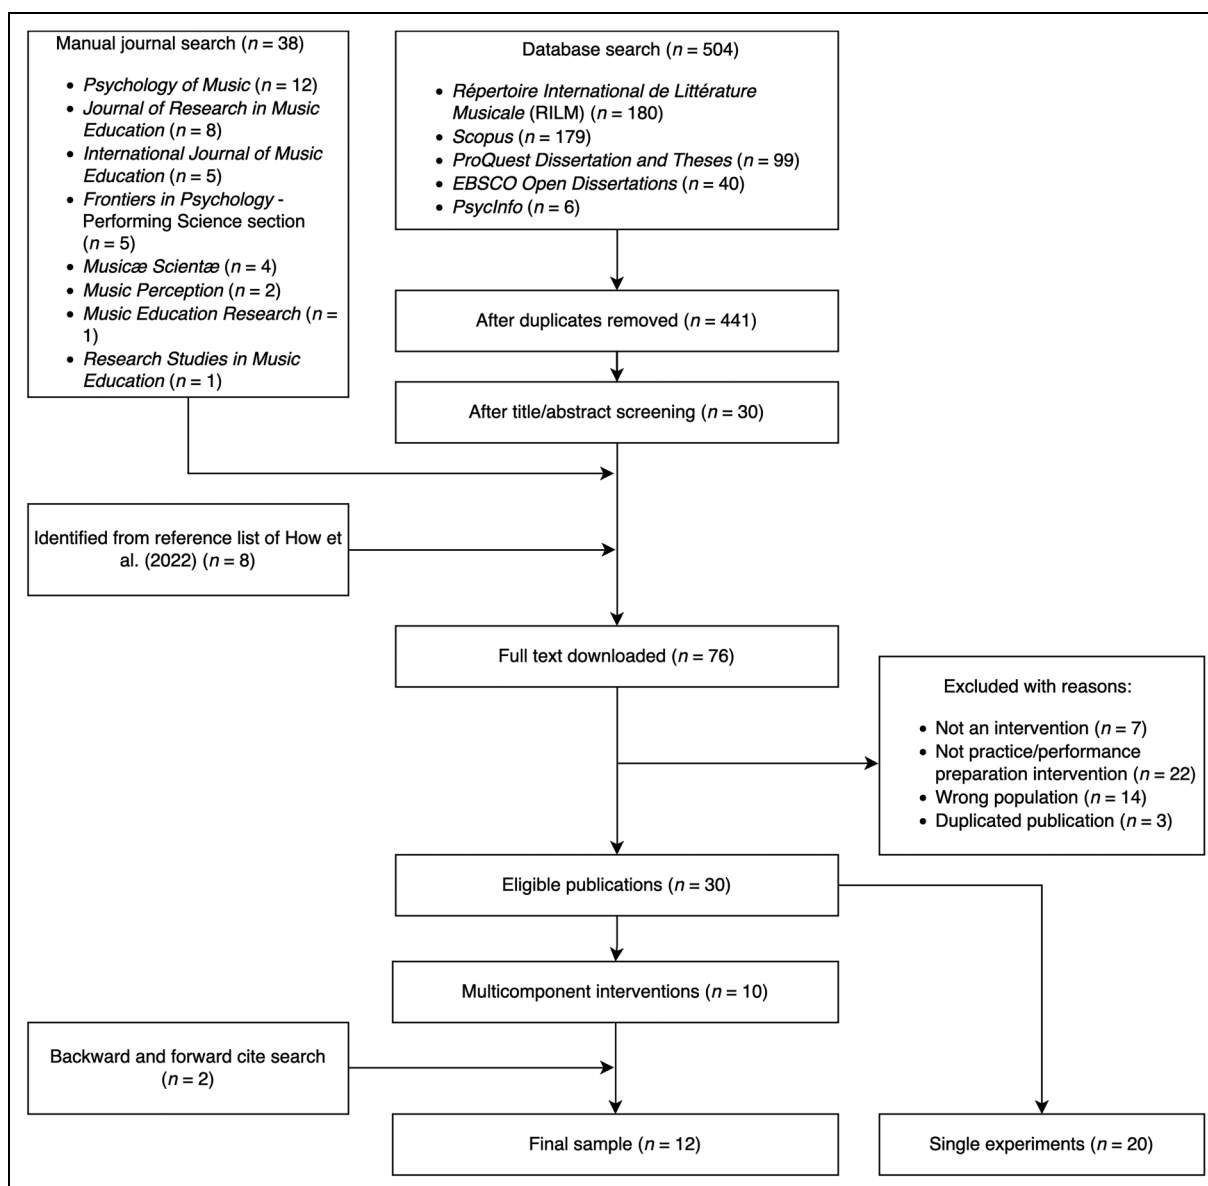 Manual journal search (n = 38)
• Psychology of Music (n = 12)
• Journal of Research in Music
Education (n = 8)
• International Journal of Music
Education (n = 5)
• Frontiers in Psychology -
Performing Science section
(n = 5)
• Musicæ Scientæ (n = 4)
• Music Perception (n = 2)
• Music Education Research (n =
1)
• Research Studies in Music
Education (n = 1)
Database search (n = 504)
• Répertoire International de Littérature
Musicale (RILM) (n = 180)
• Scopus (n = 179)
• ProQuest Dissertation and Theses (n = 99)
• EBSCO Open Dissertations (n = 40)
• PsycInfo (n = 6)
After duplicates removed (n = 441)
After title/abstract screening (n = 30)
Identified from reference list of How et
al. (2022) (n = 8)
Full text downloaded (n = 76)
Excluded with reasons:
• Not an intervention (n = 7)
• Not practice/performance
preparation intervention (n = 22)
• Wrong population (n = 14)
• Duplicated publication (n = 3)
Eligible publications (n = 30)
Multicomponent interventions (n = 10)
Backward and forward cite search
(n = 2)
Final sample (n = 12)
Single experiments (n = 20)